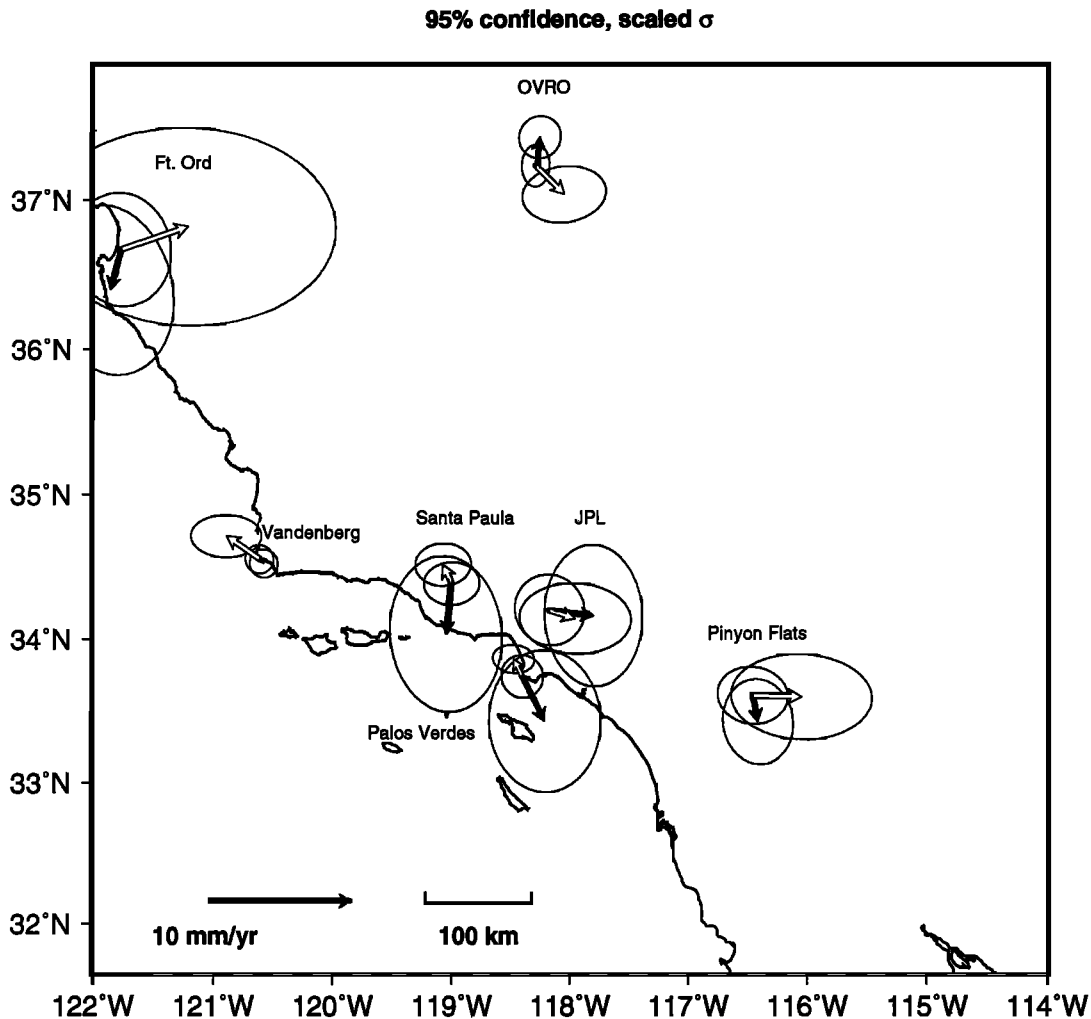 95% confidence, scaled σ
OVRO
Ft. Ord
37°N
36°N
35°N
Vandenberg
Santa Paula
JPL
34°N
Pinyon Flats
Palos Verdes
33°N
32°N
10 mm/yr
100 km
122°W 121°W 120°W 119°W 118°W 117°W 116°W 115°W 114°W